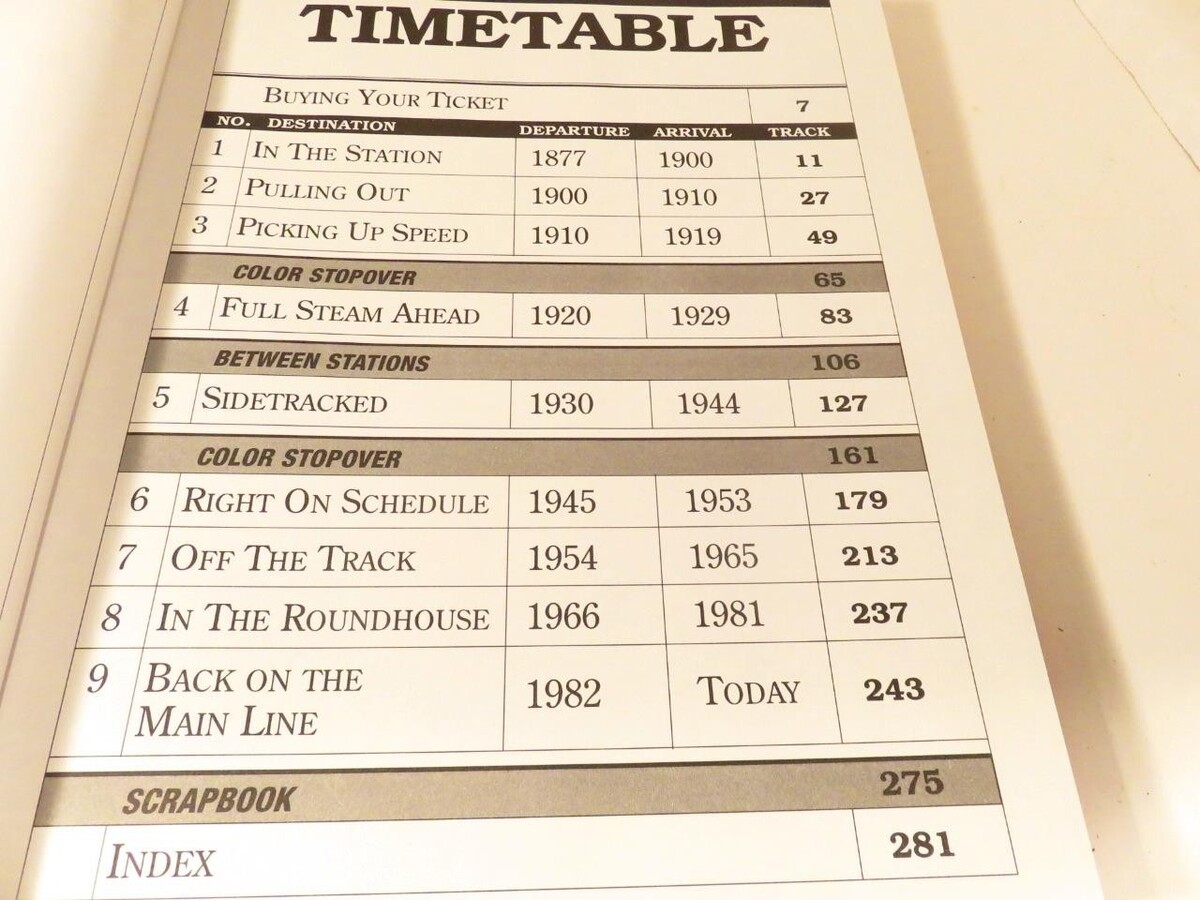 TIMETABLE
BUYING YOUR TICKET 7
NO. DESTINATION DEPARTURE ARRIVAL TRACK
1 IN THE STATION 1877 1900 11
2 PULLING OUT 1900 1910 27
3 PICKING UP SPEED 1910 1919 49
COLOR STOPOVER 65
4 FULL STEAM AHEAD 1920 1929 83
BETWEEN STATIONS 106
5 SIDETRACKED 1930 1944 127
COLOR STOPOVER 161
6 RIGHT ON SCHEDULE 1945 1953 179
7 OFF THE TRACK 1954 1965 213
8 IN THE ROUNDHOUSE 1966 1981 237
9 BACK ON THE
MAIN LINE 1982 TODAY 243
SCRAPBOOK 275
INDEX 281